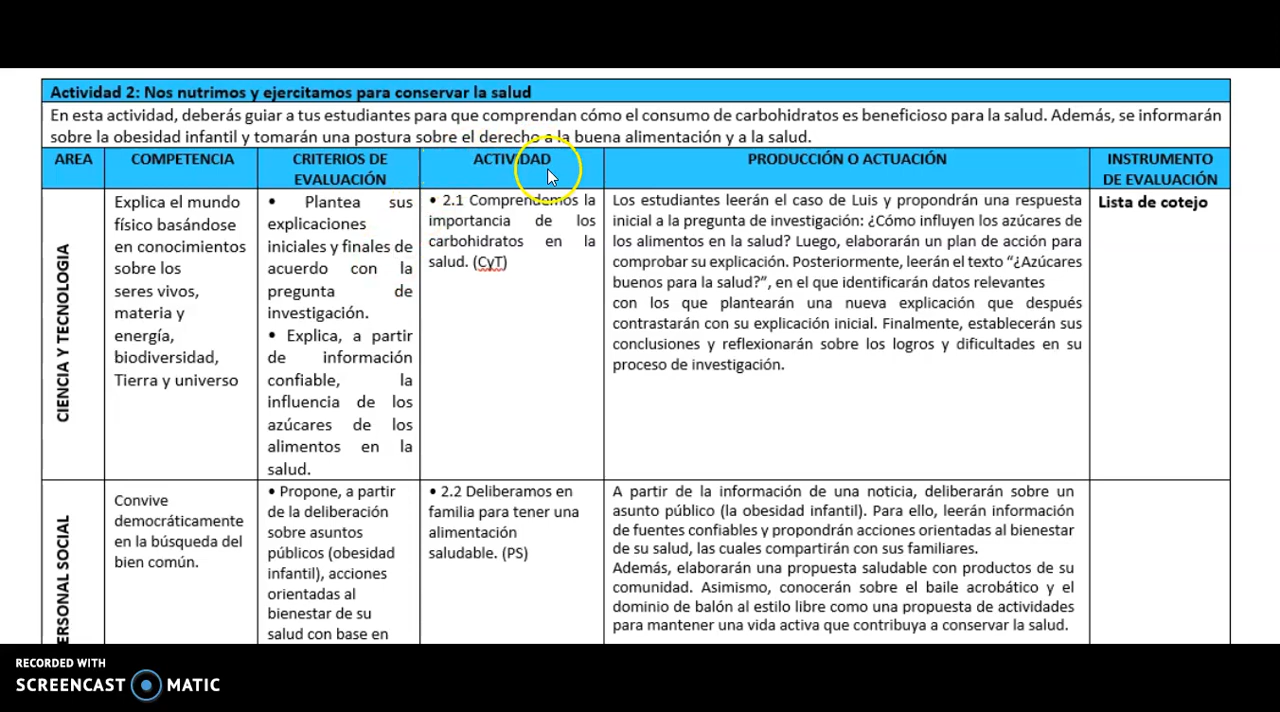 Actividad 2: Nos nutrimos y ejercitamos para conservar la salud
En esta actividad, deberás guiar a tus estudiantes para que comprendan cómo el consumo de carbohidratos es beneficioso para la salud. Además, se informarán
sobre la obesidad infantil y tomarán una postura sobre el derecho a la buena alimentación y a la salud.
AREA
COMPETENCIA
CRITERIOS DE
EVALUACIÓN
ACTIVIDAD
PRODUCCIÓN O ACTUACIÓN
INSTRUMENTO
DE EVALUACIÓN
CIENCIA Y TECNOLOGIA
Explica el mundo
físico basándose
en conocimientos
sobre los
seres vivos,
materia y
energía,
biodiversidad,
Tierra y universo
• Plantea sus
explicaciones
iniciales y finales de
acuerdo con la
pregunta de
investigación.
• Explica, a partir
de información
confiable, la
influencia de los
azúcares de los
alimentos en la
salud.
• 2.1 Comprendemos la
importancia de los
carbohidratos en la
salud. (CyT)
Los estudiantes leerán el caso de Luis y propondrán una respuesta
inicial a la pregunta de investigación: ¿Cómo influyen los azúcares de
los alimentos en la salud? Luego, elaborarán un plan de acción para
comprobar su explicación. Posteriormente, leerán el texto “¿Azúcares
buenos para la salud?”, en el que identificarán datos relevantes
con los que plantearán una nueva explicación que después
contrastarán con su explicación inicial. Finalmente, establecerán sus
conclusiones y reflexionarán sobre los logros y dificultades en su
proceso de investigación.
Lista de cotejo
ERSONAL SOCIAL
Convive
democráticamente
en la búsqueda del
bien común.
• Propone, a partir
de la deliberación
sobre asuntos
públicos (obesidad
infantil), acciones
orientadas al
bienestar de su
salud con base en
• 2.2 Deliberamos en
familia para tener una
alimentación
saludable. (PS)
A partir de la información de una noticia, deliberarán sobre un
asunto público (la obesidad infantil). Para ello, leerán información
de fuentes confiables y propondrán acciones orientadas al bienestar
de su salud, las cuales compartirán con sus familiares.
Además, elaborarán una propuesta saludable con productos de su
comunidad. Asimismo, conocerán sobre el baile acrobático y el
dominio de balón al estilo libre como una propuesta de actividades
para mantener una vida activa que contribuya a conservar la salud.
RECORDED WITH
SCREENCAST MATIC